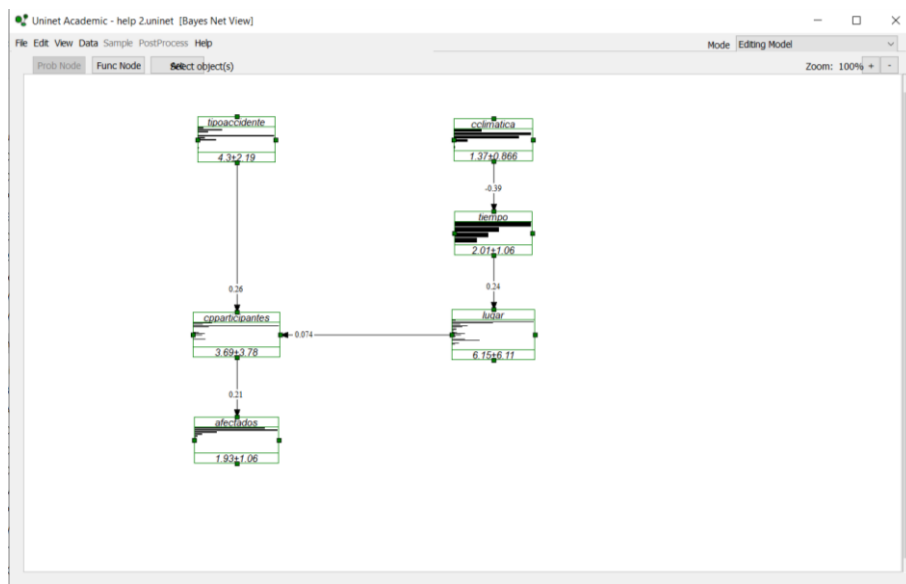 Uninet Academic - help 2.uninet [Bayes Net View]
File Edit View Data Sample PostProcess Help
Mode Editing Model
Prob Node Func Node Select object(s)
Zoom: 100% + -
tipoaccidente
4.3±2.19
cclimatica
1.37±0.866
-0.39
tiempo
2.01±1.06
0.26
0.24
cpparticipantes
3.69±3.78
0.074
lugar
6.15±6.11
0.21
afectados
1.93±1.06